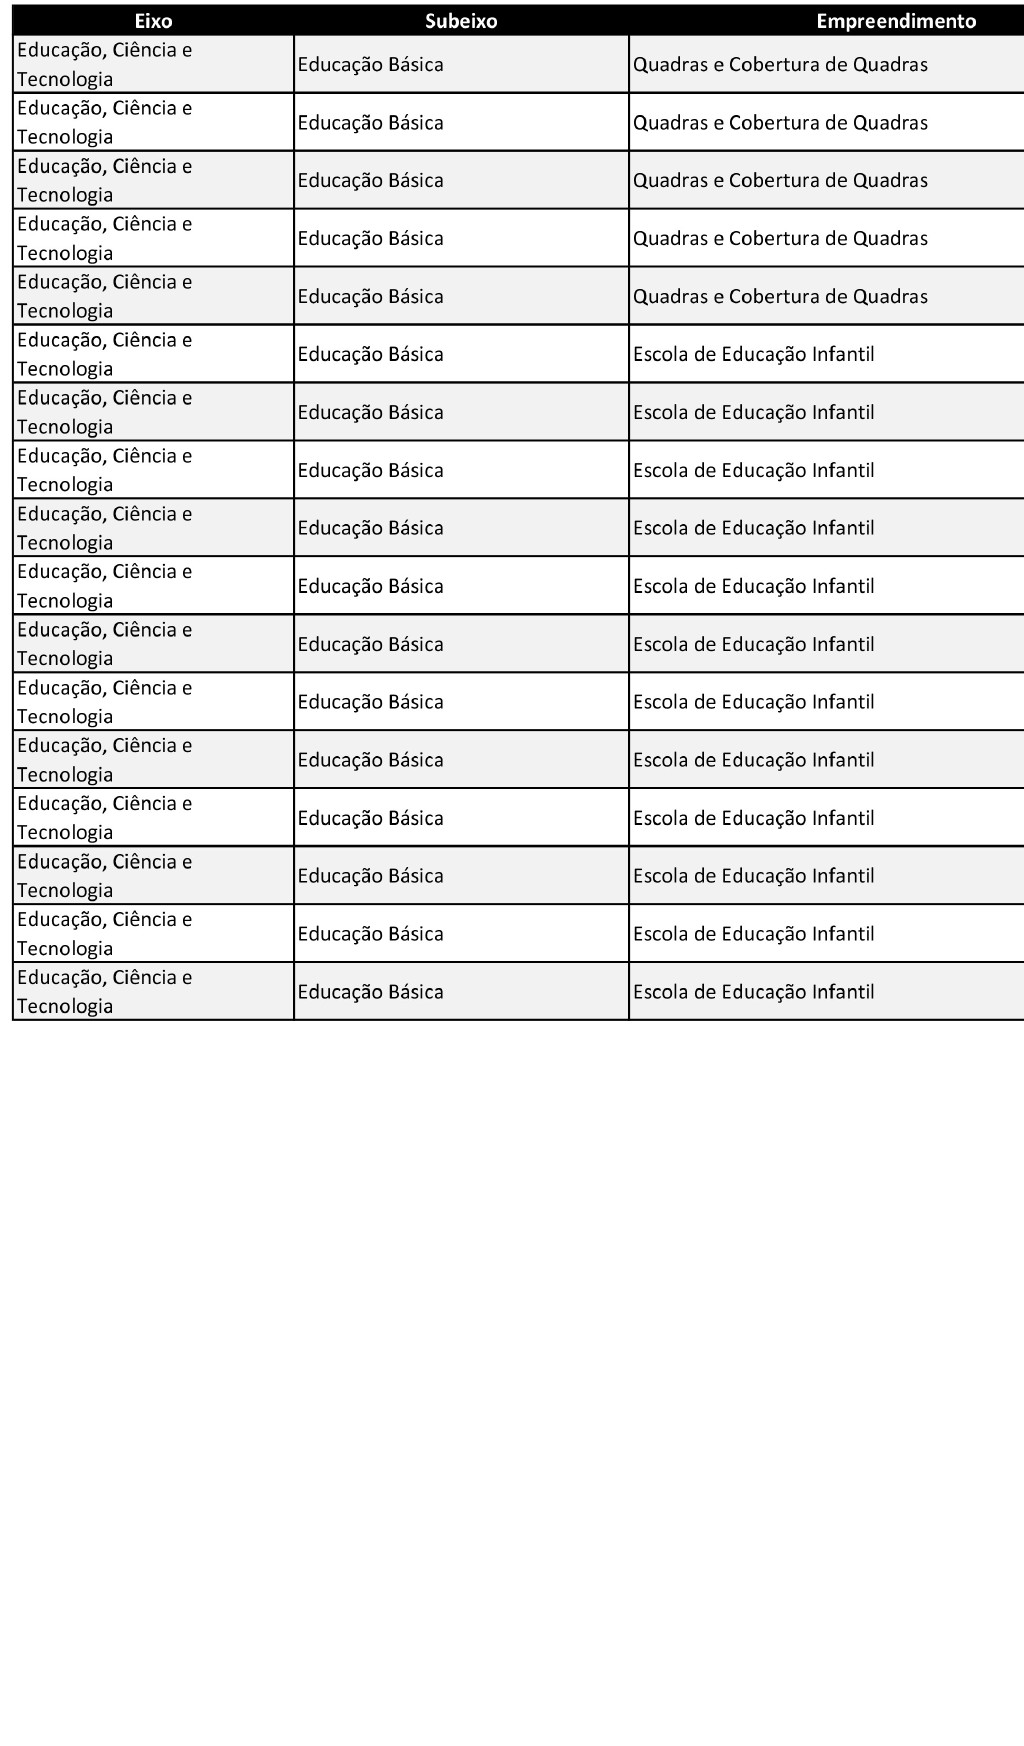 Eixo Subeixo Empreendimento
Educação, Ciência e
Tecnologia
Educação Básica
Quadras e Cobertura de Quadras
Educação, Ciência e
Tecnologia
Educação Básica
Quadras e Cobertura de Quadras
Educação, Ciência e
Tecnologia
Educação Básica
Quadras e Cobertura de Quadras
Educação, Ciência e
Tecnologia
Educação Básica
Quadras e Cobertura de Quadras
Educação, Ciência e
Tecnologia
Educação Básica
Quadras e Cobertura de Quadras
Educação, Ciência e
Tecnologia
Educação Básica
Escola de Educação Infantil
Educação, Ciência e
Tecnologia
Educação Básica
Escola de Educação Infantil
Educação, Ciência e
Tecnologia
Educação Básica
Escola de Educação Infantil
Educação, Ciência e
Tecnologia
Educação Básica
Escola de Educação Infantil
Educação, Ciência e
Tecnologia
Educação Básica
Escola de Educação Infantil
Educação, Ciência e
Tecnologia
Educação Básica
Escola de Educação Infantil
Educação, Ciência e
Tecnologia
Educação Básica
Escola de Educação Infantil
Educação, Ciência e
Tecnologia
Educação Básica
Escola de Educação Infantil
Educação, Ciência e
Tecnologia
Educação Básica
Escola de Educação Infantil
Educação, Ciência e
Tecnologia
Educação Básica
Escola de Educação Infantil
Educação, Ciência e
Tecnologia
Educação Básica
Escola de Educação Infantil
Educação, Ciência e
Tecnologia
Educação Básica
Escola de Educação Infantil